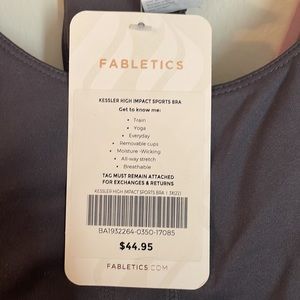 FABLETICS
KESSLER HIGH IMPACT SPORTS BRA
Get to know me:
• Train
• Yoga
• Everyday
• Removable cups
• Moisture -Wicking
• All-way stretch
• Breathable
TAG MUST REMAIN ATTACHED
FOR EXCHANGES & RETURNS
KESSLER HIGH IMPACT SPORTS BRA
BA1932264-0350-17085
$44.95
FABLETICS.COM